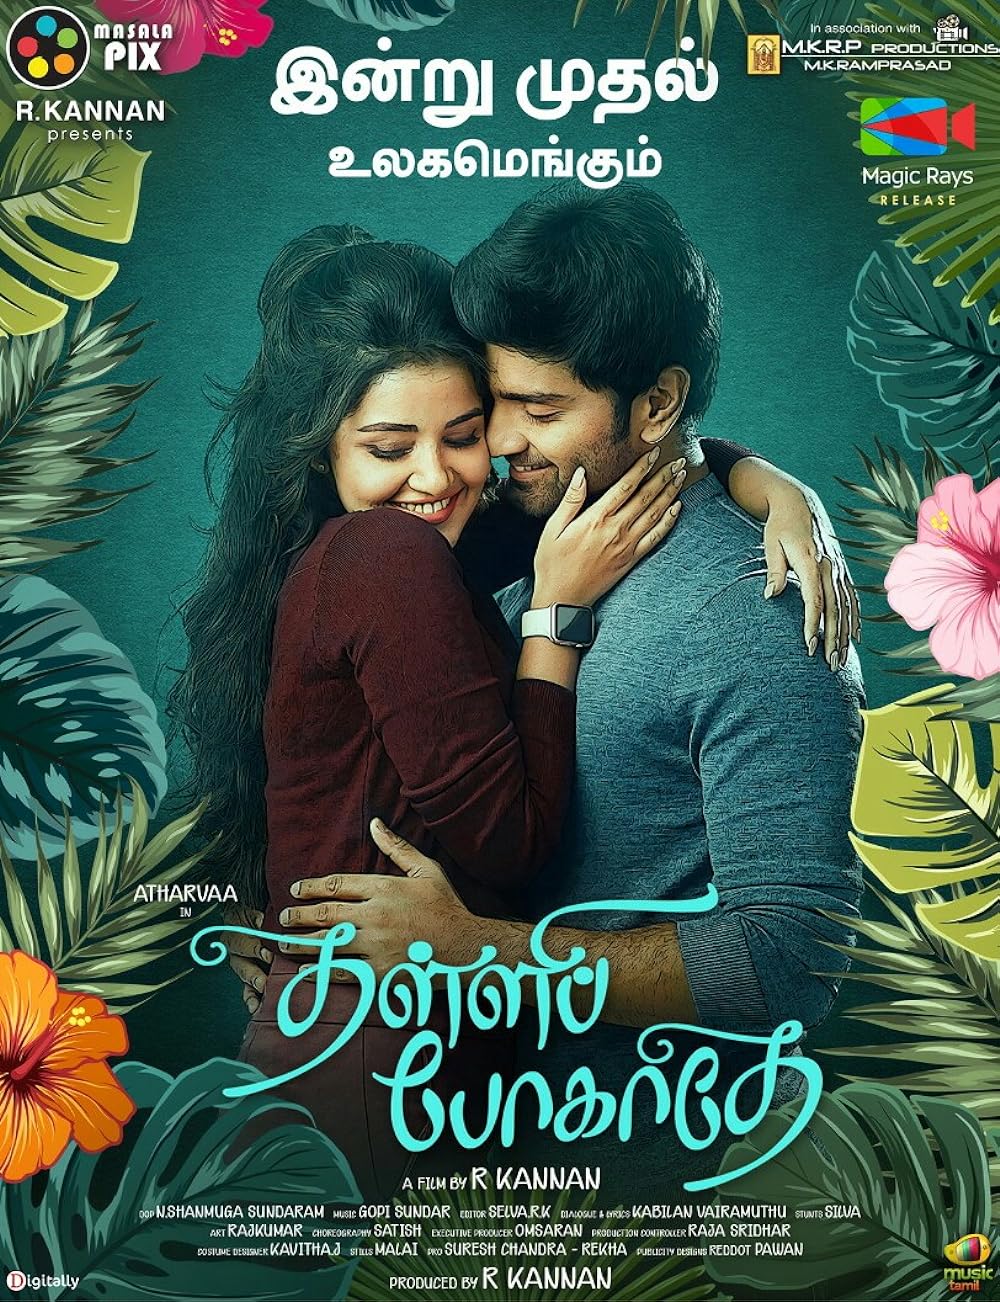 MASALA
PIX
R.KANNAN
presents
இன்று முதல்
உலகமெங்கும்
In association with
M.K.R.P PRODUCTIONS
M.K.RAMPRASAD
Magic Rays
RELEASE
ATHARVAA
IN
தள்ளிப்
போகாதே
A FILM BY R KANNAN
DOP N.SHANMUGA SUNDARAM MUSIC GOPI SUNDAR EDITOR SELVA.R.K DIALOGUE & LYRICS KABILAN VAIRAMUTHU STUNTS SILVA
ART RAJKUMAR CHOREOGRAPHY SATISH EXECUTIVE PRODUCER OMSARAN PRODUCTION CONTROLLER RAJA SRIDHAR
COSTUME DESIGNER KAVITHA.J STILLS MALAI PRO SURESH CHANDRA - REKHA PUBLICITY DESIGNS REDDOT PAWAN
PRODUCED BY R KANNAN
Digitally
music
tamil